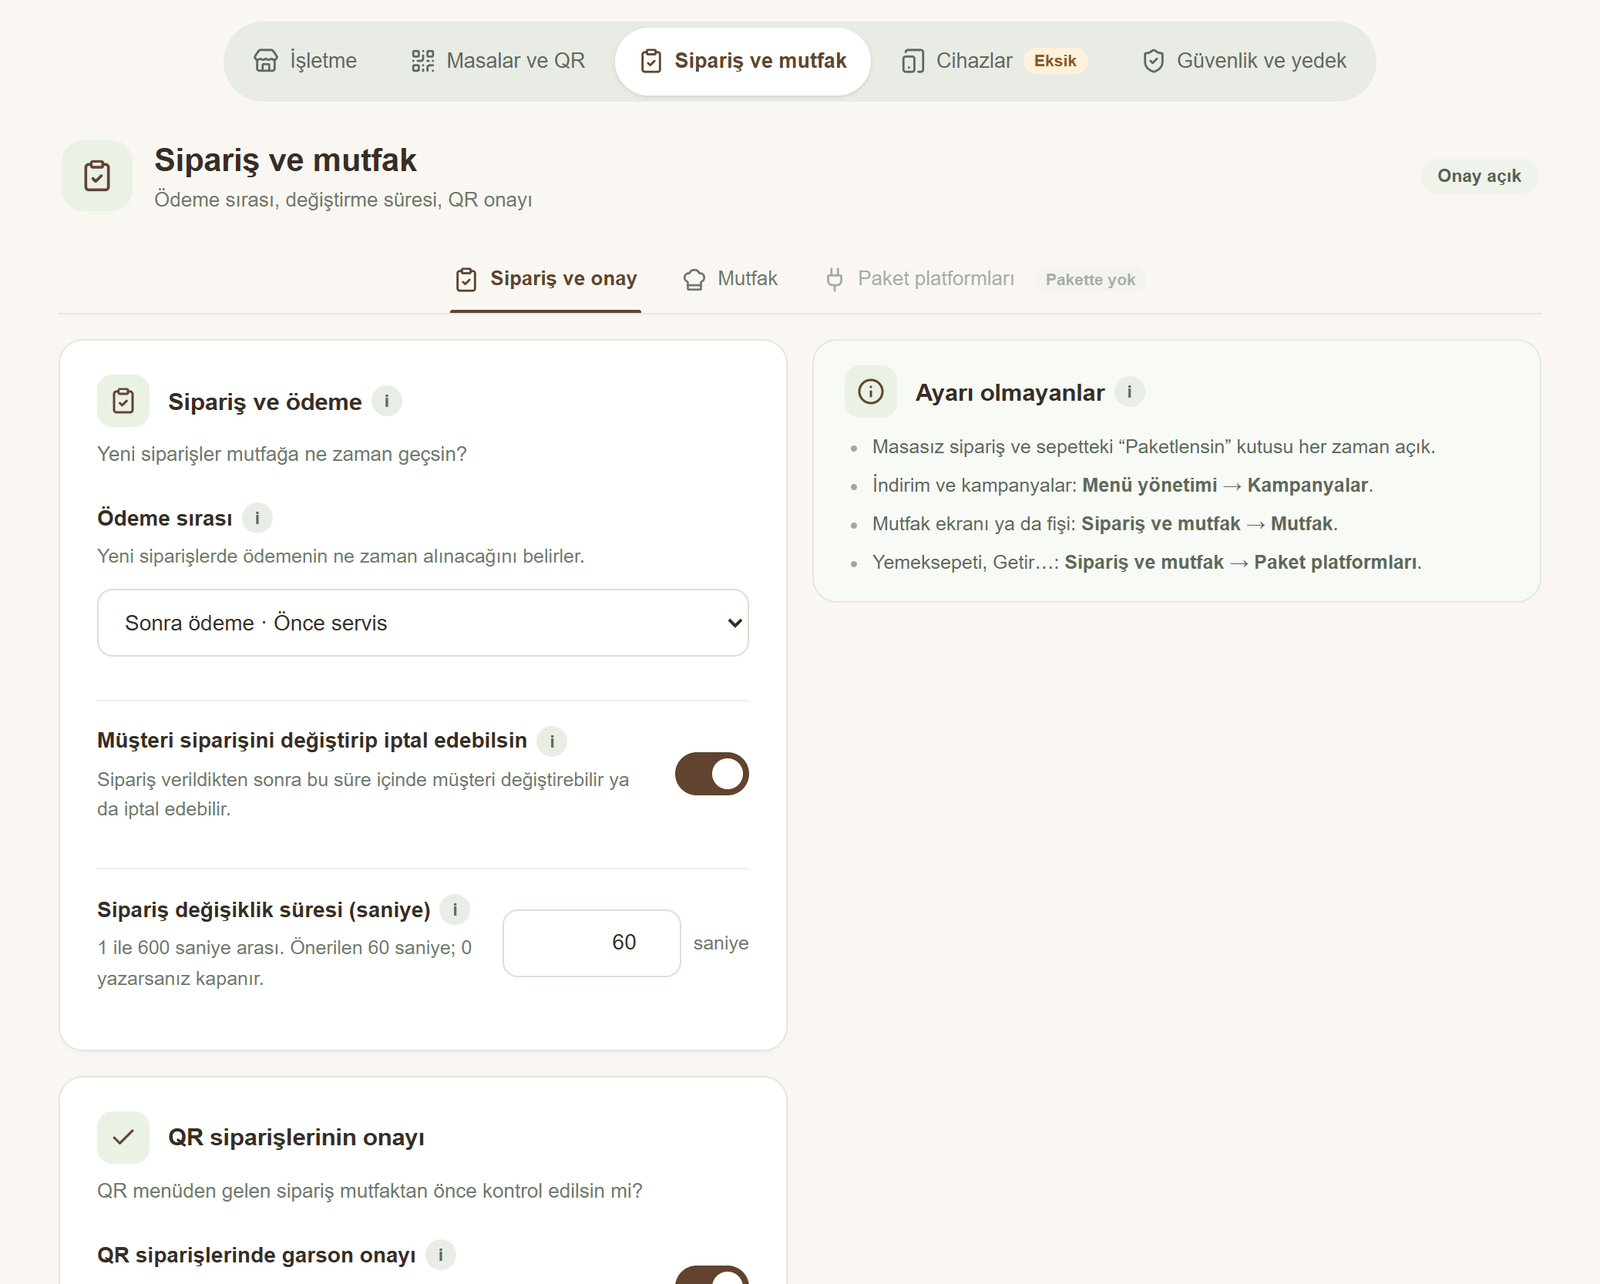 İşletme
Masalar ve QR
Sipariş ve mutfak
Cihazlar
Eksik
Güvenlik ve yedek
Sipariş ve mutfak
Ödeme sırası, değiştirme süresi, QR onayı
Onay açık
Sipariş ve onay
Mutfak
Paket platformları
Pakette yok
Sipariş ve ödeme i
Yeni siparişler mutfağa ne zaman geçsin?
Ödeme sırası i
Yeni siparişlerde ödemenin ne zaman alınacağını belirler.
Sonra ödeme · Önce servis
Müşteri siparişini değiştirip iptal edebilsin i
Sipariş verildikten sonra bu süre içinde müşteri değiştirebilir ya
da iptal edebilir.
Sipariş değişiklik süresi (saniye) i
1 ile 600 saniye arası. Önerilen 60 saniye; 0
yazarsanız kapanır.
60
saniye
QR siparişlerinin onayı
QR menüden gelen sipariş mutfaktan önce kontrol edilsin mi?
QR siparişlerinde garson onayı i
Ayarı olmayanlar i
• Masasız sipariş ve sepetteki “Paketlensin” kutusu her zaman açık.
• İndirim ve kampanyalar: Menü yönetimi → Kampanyalar.
• Mutfak ekranı ya da fişi: Sipariş ve mutfak → Mutfak.
• Yemeksepeti, Getir…: Sipariş ve mutfak → Paket platformları.